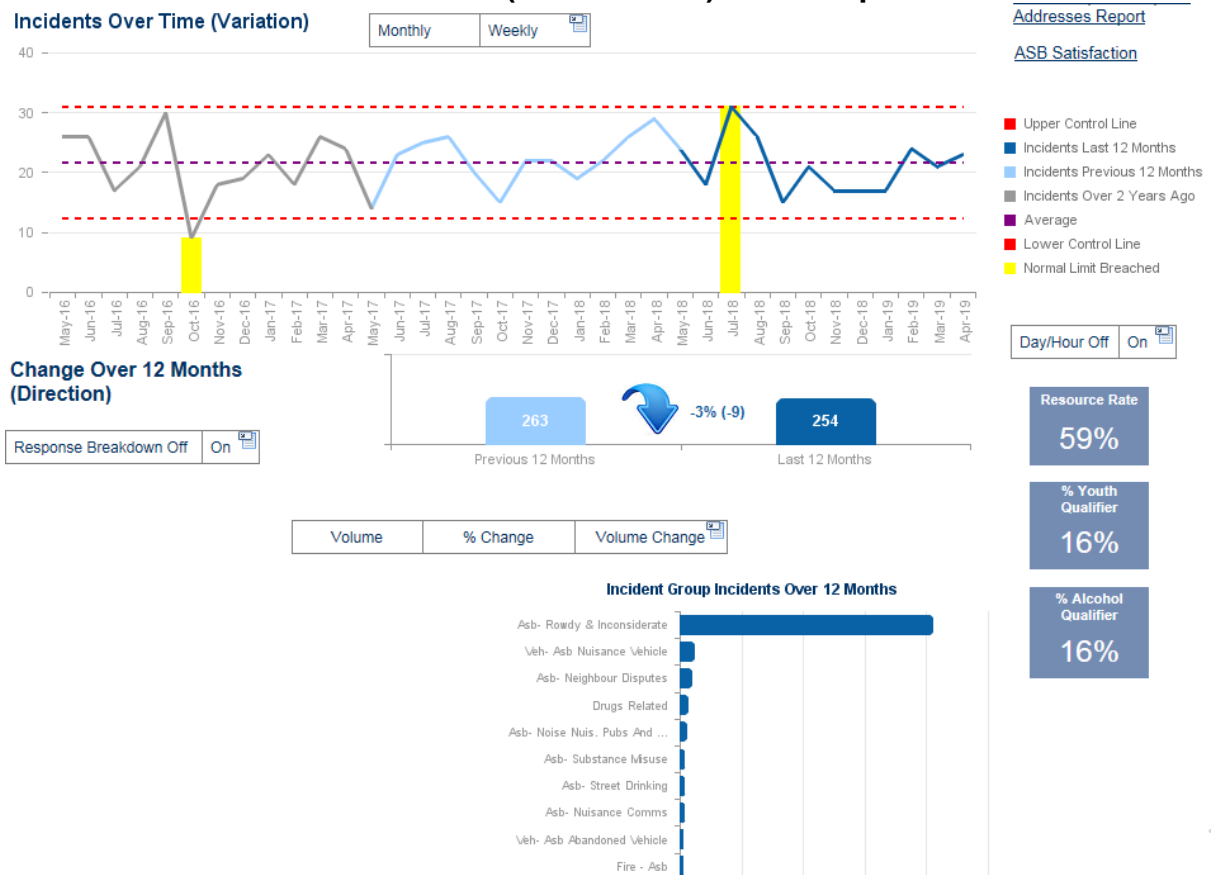 Incidents Over Time (Variation)
Monthly Weekly
Addresses Report
ASB Satisfaction
40
30
20
10
0
May-16 Jun-16 Jul-16 Aug-16 Sep-16 Oct-16 Nov-16 Dec-16 Jan-17 Feb-17 Mar-17 Apr-17 May-17 Jun-17 Jul-17 Aug-17 Sep-17 Oct-17 Nov-17 Dec-17 Jan-18 Feb-18 Mar-18 Apr-18 May-18 Jun-18 Jul-18 Aug-18 Sep-18 Oct-18 Nov-18 Dec-18 Jan-19 Feb-19 Mar-19 Apr-19
Upper Control Line
Incidents Last 12 Months
Incidents Previous 12 Months
Incidents Over 2 Years Ago
Average
Lower Control Line
Normal Limit Breached
Day/Hour Off On
Change Over 12 Months
(Direction)
Response Breakdown Off On
263
-3% (-9)
254
Previous 12 Months
Last 12 Months
Resource Rate
59%
% Youth
Qualifier
16%
% Alcohol
Qualifier
16%
Volume % Change Volume Change
Incident Group Incidents Over 12 Months
Asb- Rowdy & Inconsiderate
Veh- Asb Nuisance Vehicle
Asb- Neighbour Disputes
Drugs Related
Asb- Noise Nuis. Pubs And ...
Asb- Substance Misuse
Asb- Street Drinking
Asb- Nuisance Comms
Veh- Asb Abandoned Vehicle
Fire - Asb